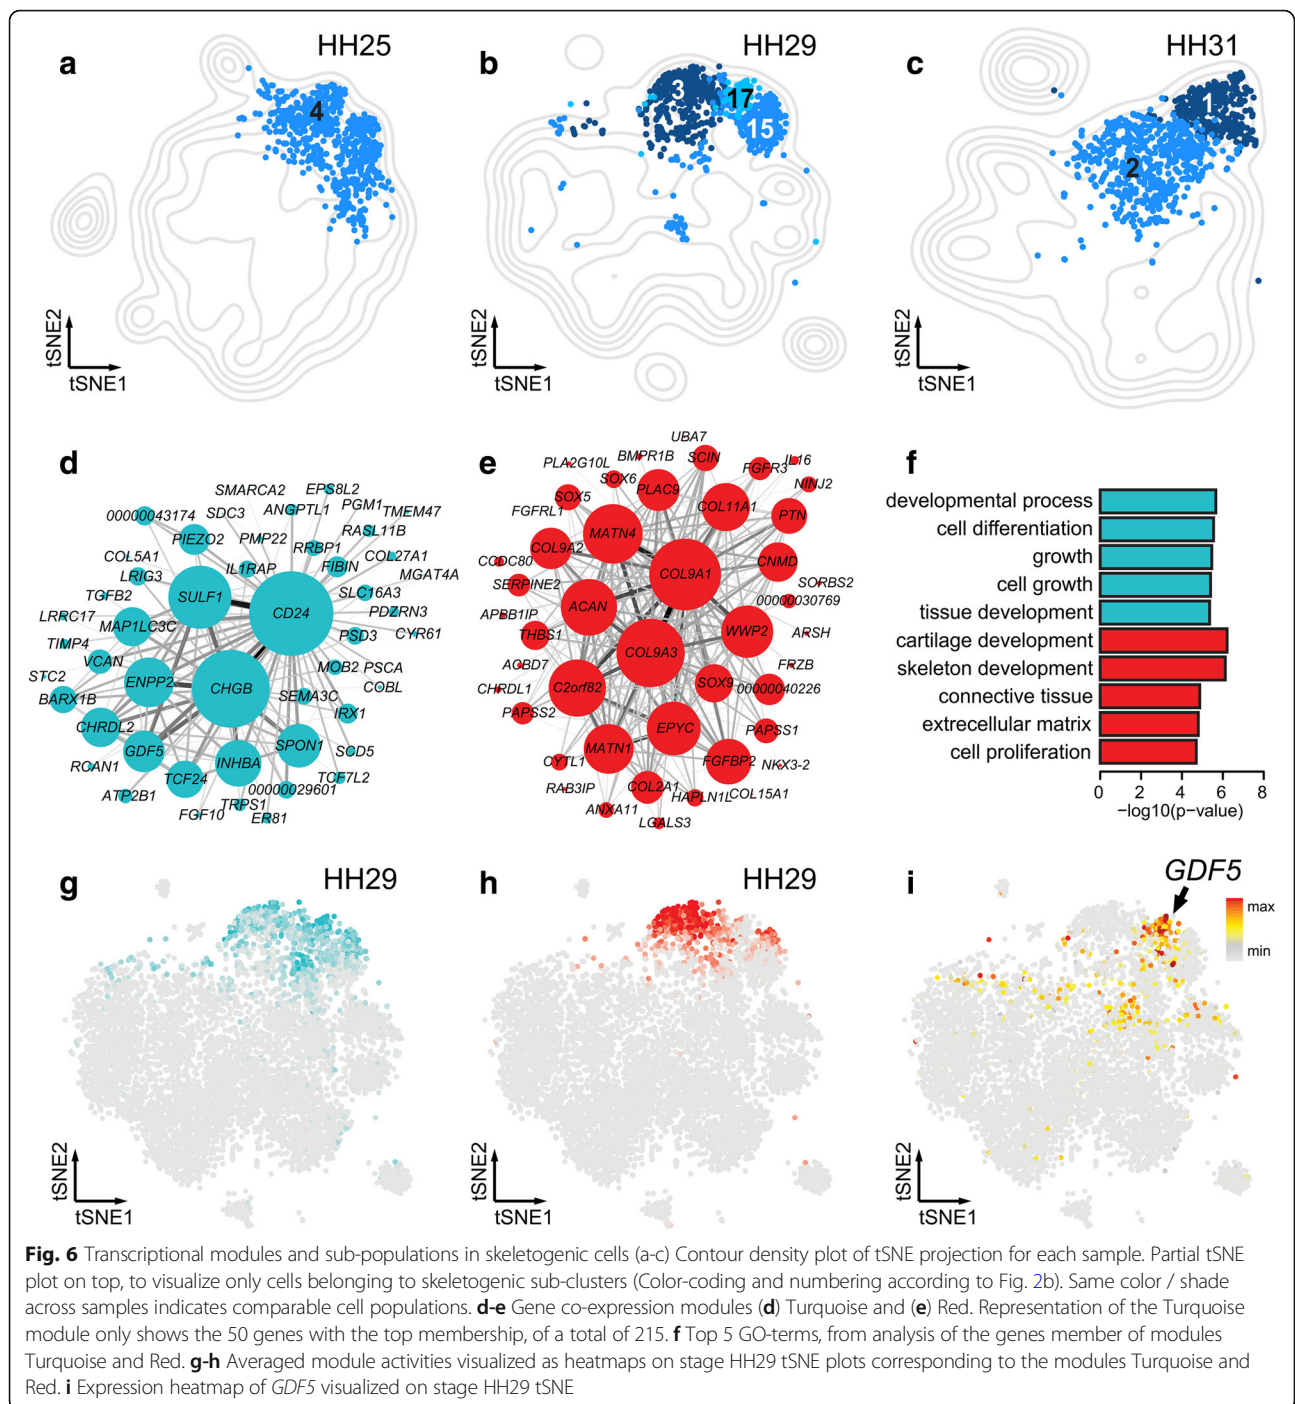 a
HH25
4
tSNE2
tSNE1
b
HH29
3
17
15
tSNE2
tSNE1
c
HH31
1
2
tSNE2
tSNE1
d
SMARCA2
EPS8L2
00000043174
SDC3
ANGPTL1
PGM1
TMEM47
PIEZO2
PMP22
RRBP1
RASL11B
COL5A1
IL1RAP
FIBIN
COL27A1
LRIG3
MGAT4A
TGFB2
SULF1
CD24
SLC16A3
LRRC17
MAP1LC3C
PDZRN3
TIMP4
PSD3
CYR61
VCAN
MOB2
PSCA
STC2
ENPP2
CHGB
COBL
BARX1B
SEMA3C
IRX1
CHRDL2
GDF5
INHBA
SPON1
SCD5
RCAN1
TCF24
TCF7L2
ATP2B1
00000029601
FGF10
TRPS1
ER81
e
UBA7
PLA2G10L
BMPR1B
SCIN
IL16
SOX6
FGFR3
NINJ2
SOX5
PLAC9
COL11A1
PTN
FGFRL1
MATN4
COL9A2
CNMD
CCDC80
COL9A1
SORBS2
SERPINE2
00000030769
APBB1IP
ACAN
THBS1
WWP2
ARSH
COL9A3
ACBD7
FRZB
CHRDL1
C2orf82
SOX9
00000040226
PAPSS2
EPYC
PAPSS1
MATN1
FGFBP2
CYTL1
NKX3-2
RAB3IP
COL2A1
HAPLN1L
COL15A1
ANXA11
LGALS3
f
developmental process
cell differentiation
growth
cell growth
tissue development
cartilage development
skeleton development
connective tissue
extrecellular matrix
cell proliferation
0 2 4 6 8
−log10(p−value)
g
HH29
tSNE2
tSNE1
h
HH29
tSNE2
tSNE1
i
GDF5
max
min
tSNE2
tSNE1
Fig. 6 Transcriptional modules and sub-populations in skeletogenic cells (a-c) Contour density plot of tSNE projection for each sample. Partial tSNE
plot on top, to visualize only cells belonging to skeletogenic sub-clusters (Color-coding and numbering according to Fig. 2b). Same color / shade
across samples indicates comparable cell populations. d-e Gene co-expression modules (d) Turquoise and (e) Red. Representation of the Turquoise
module only shows the 50 genes with the top membership, of a total of 215. f Top 5 GO-terms, from analysis of the genes member of modules
Turquoise and Red. g-h Averaged module activities visualized as heatmaps on stage HH29 tSNE plots corresponding to the modules Turquoise and
Red. i Expression heatmap of GDF5 visualized on stage HH29 tSNE